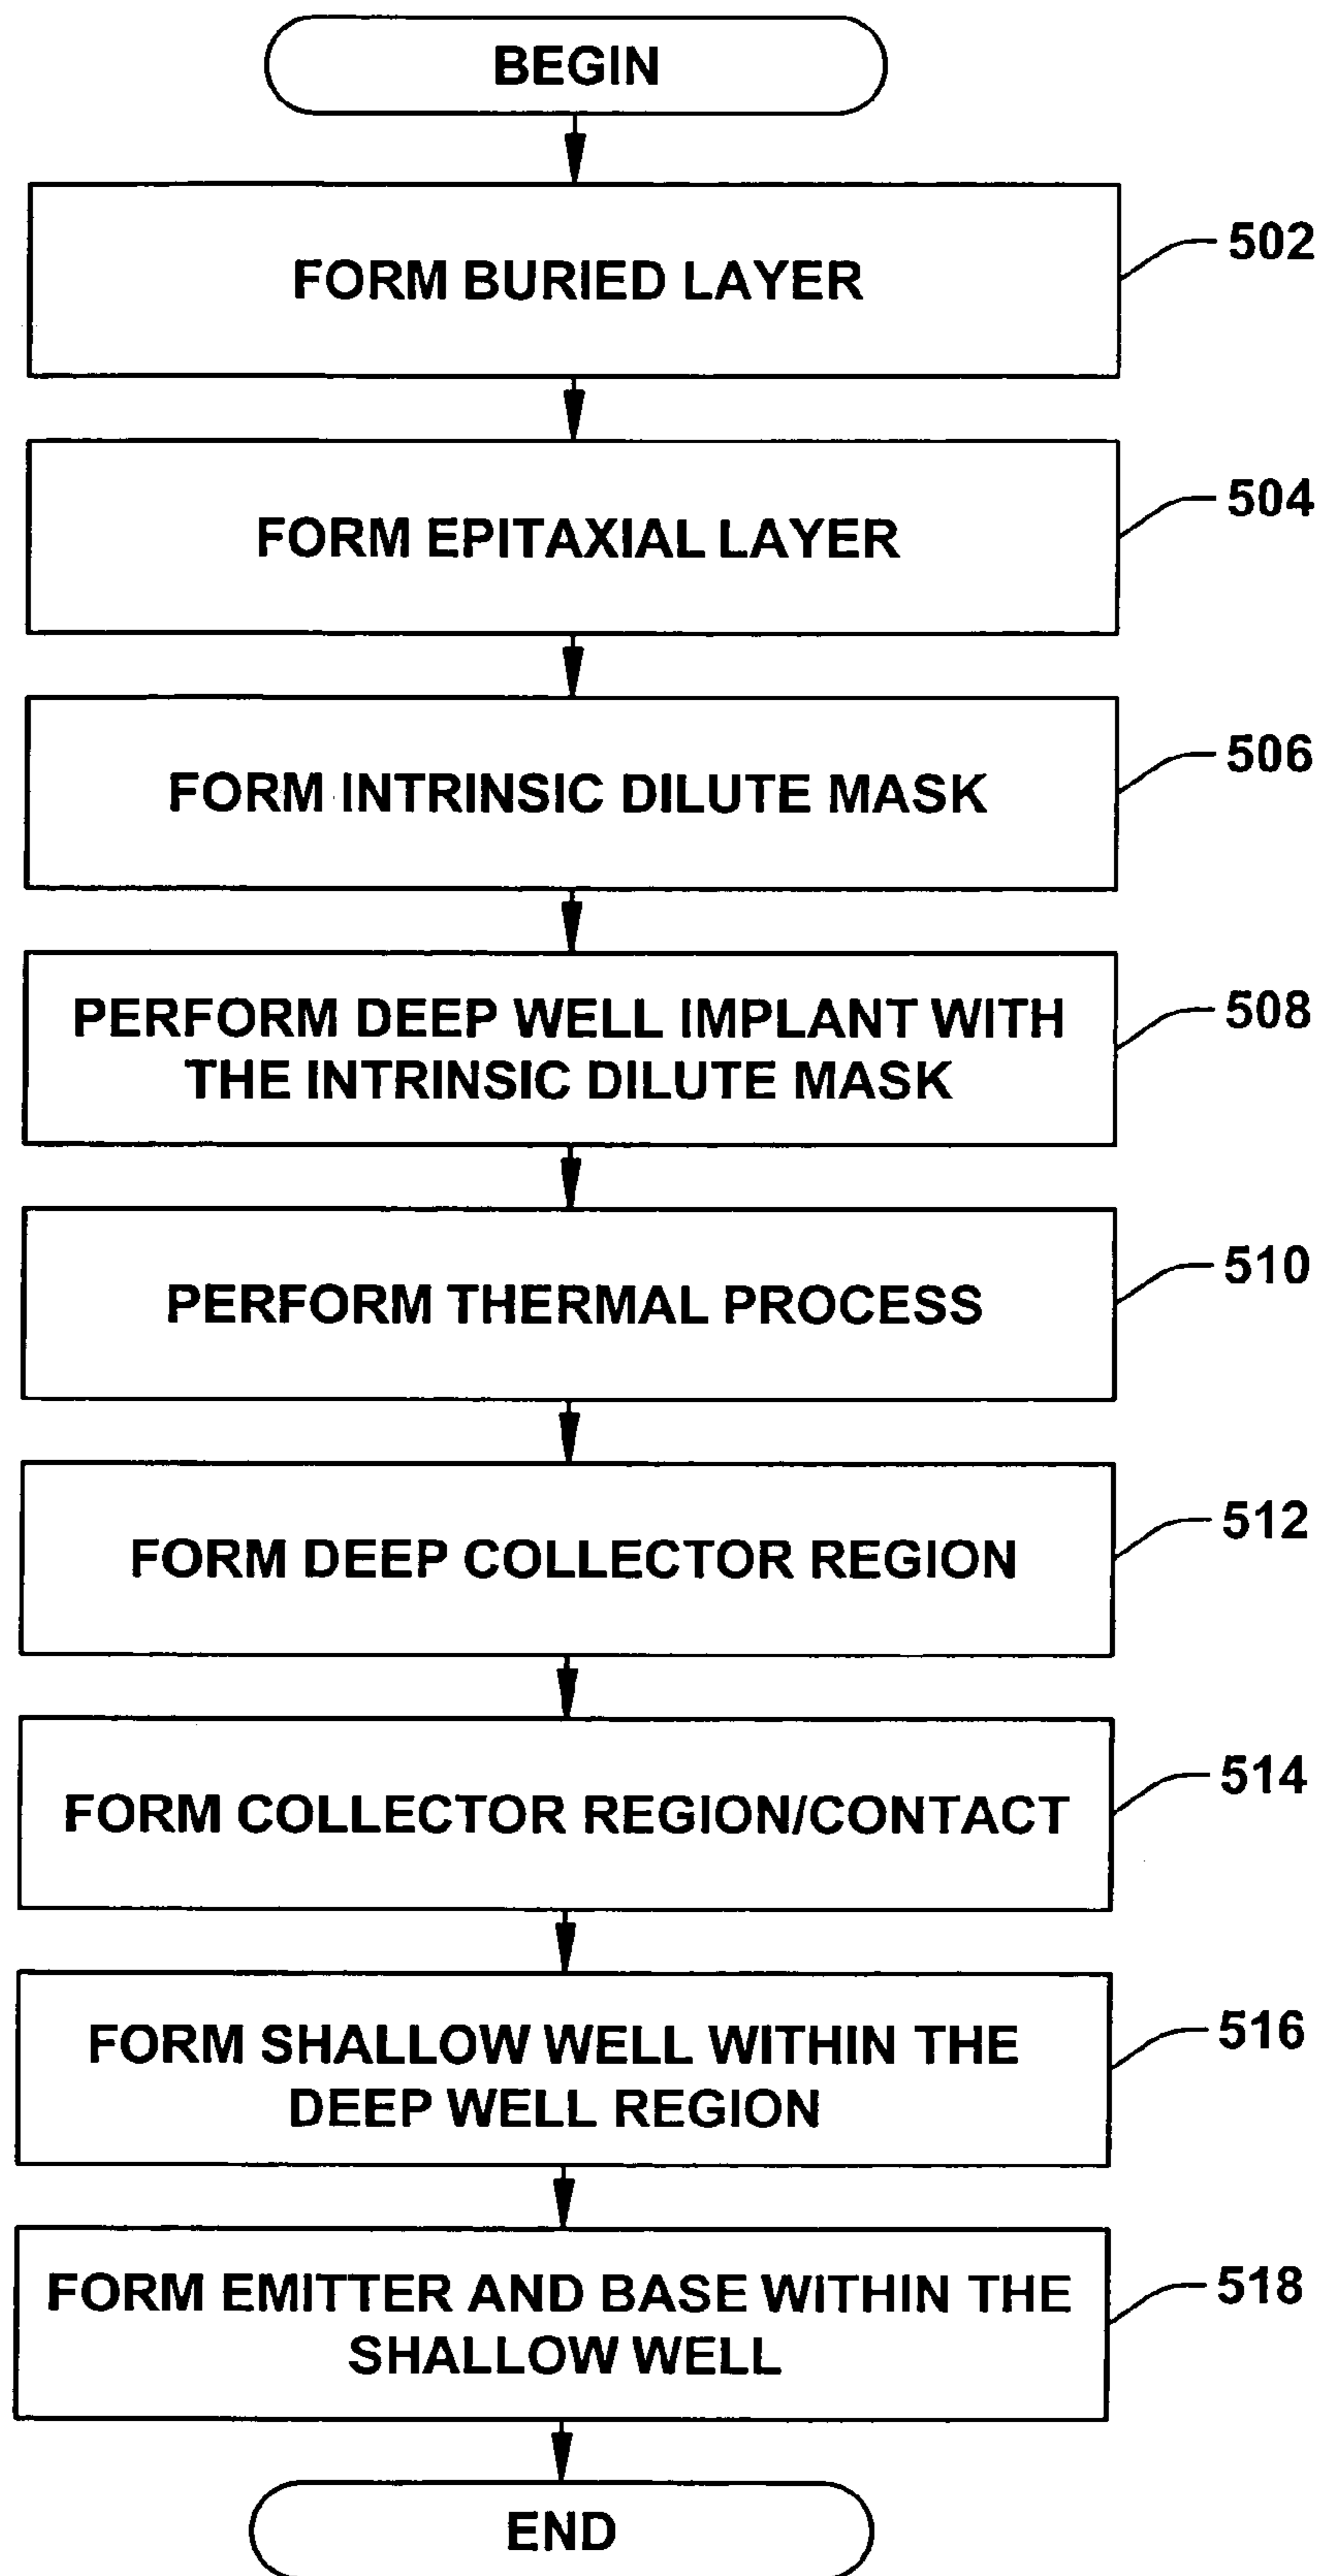 BEGIN
FORM BURIED LAYER
502
FORM EPITAXIAL LAYER
504
FORM INTRINSIC DILUTE MASK
506
PERFORM DEEP WELL IMPLANT WITH
THE INTRINSIC DILUTE MASK
508
PERFORM THERMAL PROCESS
510
FORM DEEP COLLECTOR REGION
512
FORM COLLECTOR REGION/CONTACT
514
FORM SHALLOW WELL WITHIN THE
DEEP WELL REGION
516
FORM EMITTER AND BASE WITHIN THE
SHALLOW WELL
518
END